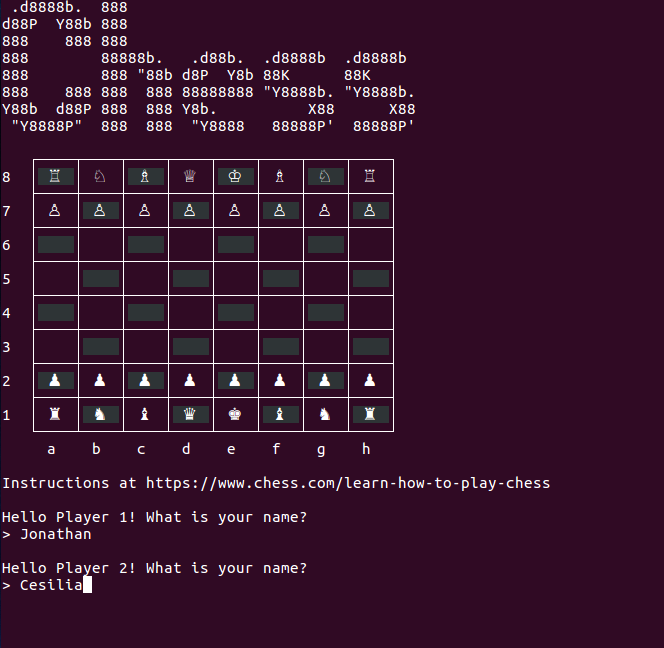 .d8888b.  888
d88P  Y88b 888
888    888 888
888        88888b.   .d88b.  .d8888b  .d8888b
888        888 "88b d8P  Y8b 88K      88K
888    888 888  888 88888888 "Y8888b. "Y8888b.
Y88b  d88P 888  888 Y8b.          X88      X88
 "Y8888P"  888  888  "Y8888   88888P'  88888P'
8 ♖ ♘ ♗ ♕ ♔ ♗ ♘ ♖
7 ♙ ♙ ♙ ♙ ♙ ♙ ♙ ♙
6
5
4
3
2 ♟ ♟ ♟ ♟ ♟ ♟ ♟ ♟
1 ♜ ♞ ♝ ♛ ♚ ♝ ♞ ♜
a b c d e f g h
Instructions at https://www.chess.com/learn-how-to-play-chess
Hello Player 1! What is your name?
> Jonathan
Hello Player 2! What is your name?
> Cesilia